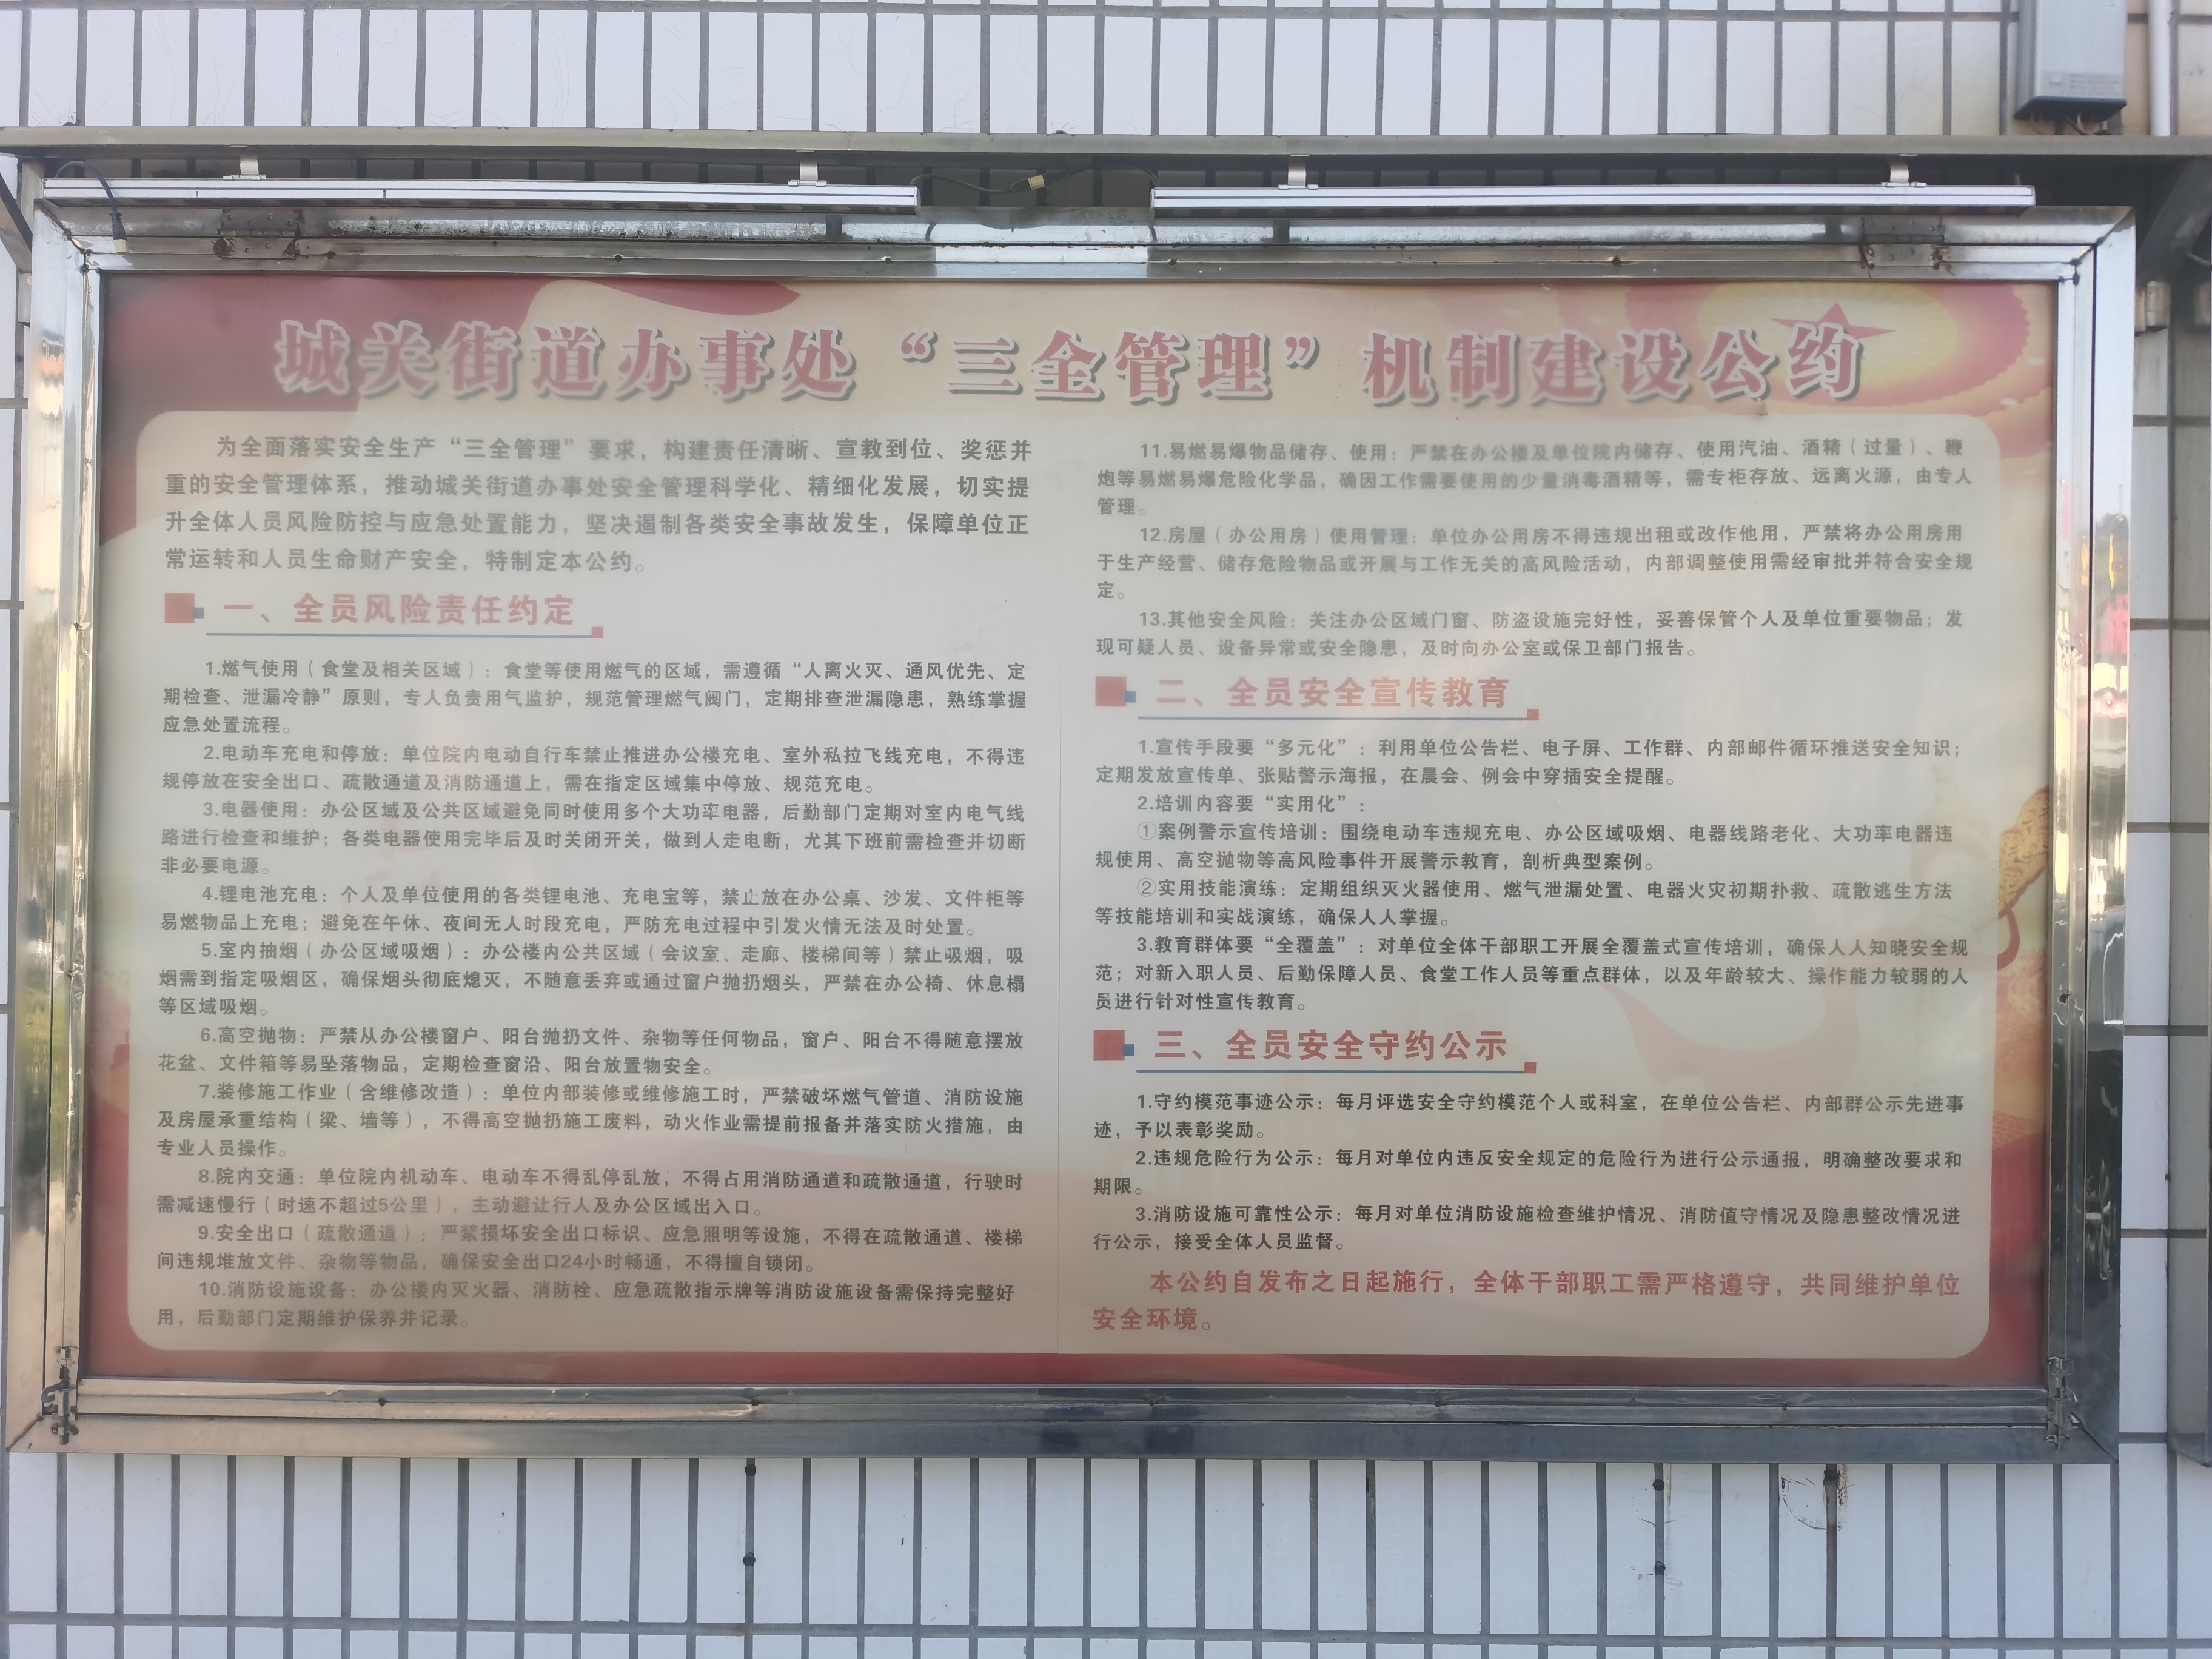 城关街道办事处“三全管理”机制建设公约
为全面落实安全生产“三全管理”要求，构建责任清晰、宣教到位、奖惩并
重的安全管理体系，推动城关街道办事处安全管理科学化、精细化发展，切实提
升全体人员风险防控与应急处置能力，坚决遏制各类安全事故发生，保障单位正
常运转和人员生命财产安全，特制定本公约。
一、全员风险责任约定
1.燃气使用（食堂及相关区域）：食堂等使用燃气的区域，需遵循“人离火灭、通风优先、定
期检查、泄漏冷静”原则，专人负责用气监护，规范管理燃气阀门，定期排查泄漏隐患，熟练掌握
应急处置流程。
2.电动车充电和停放：单位院内电动自行车禁止推进办公楼充电、室外私拉飞线充电，不得违
规停放在安全出口、疏散通道及消防通道上，需在指定区域集中停放、规范充电。
3.电器使用：办公区域及公共区域避免同时使用多个大功率电器，后勤部门定期对室内电气线
路进行检查和维护；各类电器使用完毕后及时关闭开关，做到人走电断，尤其下班前需检查并切断
非必要电源。
4.锂电池充电：个人及单位使用的各类锂电池、充电宝等，禁止放在办公桌、沙发、文件柜等
易燃物品上充电；避免在午休、夜间无人时段充电，严防充电过程中引发火情无法及时处置。
5.室内抽烟（办公区域吸烟）：办公楼内公共区域（会议室、走廊、楼梯间等）禁止吸烟，吸
烟需到指定吸烟区，确保烟头彻底熄灭，不随意丢弃或通过窗户抛扔烟头，严禁在办公椅、休息榻
等区域吸烟。
6.高空抛物：严禁从办公楼窗户、阳台抛扔文件、杂物等任何物品，窗户、阳台不得随意摆放
花盆、文件箱等易坠落物品，定期检查窗沿、阳台放置物安全。
7.装修施工作业（含维修改造）：单位内部装修或维修施工时，严禁破坏燃气管道、消防设施
及房屋承重结构（梁、墙等），不得高空抛扔施工废料，动火作业需提前报备并落实防火措施，由
专业人员操作。
8.院内交通：单位院内机动车、电动车不得乱停乱放，不得占用消防通道和疏散通道，行驶时
需减速慢行（时速不超过5公里），主动避让行人及办公区域出入口。
9.安全出口（疏散通道）：严禁损坏安全出口标识、应急照明等设施，不得在疏散通道、楼梯
间违规堆放文件、杂物等物品，确保安全出口24小时畅通，不得擅自锁闭。
10.消防设施设备：办公楼内灭火器、消防栓、应急疏散指示牌等消防设施设备需保持完整好
用，后勤部门定期维护保养并记录。
11.易燃易爆物品储存、使用：严禁在办公楼及单位院内储存、使用汽油、酒精（过量）、鞭
炮等易燃易爆危险化学品，确因工作需要使用的少量消毒酒精等，需专柜存放、远离火源，由专人
管理。
12.房屋（办公用房）使用管理：单位办公用房不得违规出租或改作他用，严禁将办公用房用
于生产经营、储存危险物品或开展与工作无关的高风险活动，内部调整使用需经审批并符合安全规
定。
13.其他安全风险：关注办公区域门窗、防盗设施完好性，妥善保管个人及单位重要物品；发
现可疑人员、设备异常或安全隐患，及时向办公室或保卫部门报告。
二、全员安全宣传教育
1.宣传手段要“多元化”：利用单位公告栏、电子屏、工作群、内部邮件循环推送安全知识；
定期发放宣传单、张贴警示海报，在晨会、例会中穿插安全提醒。
2.培训内容要“实用化”：
①案例警示宣传培训：围绕电动车违规充电、办公区域吸烟、电器线路老化、大功率电器违
规使用、高空抛物等高风险事件开展警示教育，剖析典型案例。
②实用技能演练：定期组织灭火器使用、燃气泄漏处置、电器火灾初期扑救、疏散逃生方法
等技能培训和实战演练，确保人人掌握。
3.教育群体要“全覆盖”：对单位全体干部职工开展全覆盖式宣传培训，确保人人知晓安全规
范；对新入职人员、后勤保障人员、食堂工作人员等重点群体，以及年龄较大、操作能力较弱的人
员进行针对性宣传教育。
三、全员安全守约公示
1.守约模范事迹公示：每月评选安全守约模范个人或科室，在单位公告栏、内部群公示先进事
迹，予以表彰奖励。
2.违规危险行为公示：每月对单位内违反安全规定的危险行为进行公示通报，明确整改要求和
期限。
3.消防设施可靠性公示：每月对单位消防设施检查维护情况、消防值守情况及隐患整改情况进
行公示，接受全体人员监督。
本公约自发布之日起施行，全体干部职工需严格遵守，共同维护单位
安全环境。